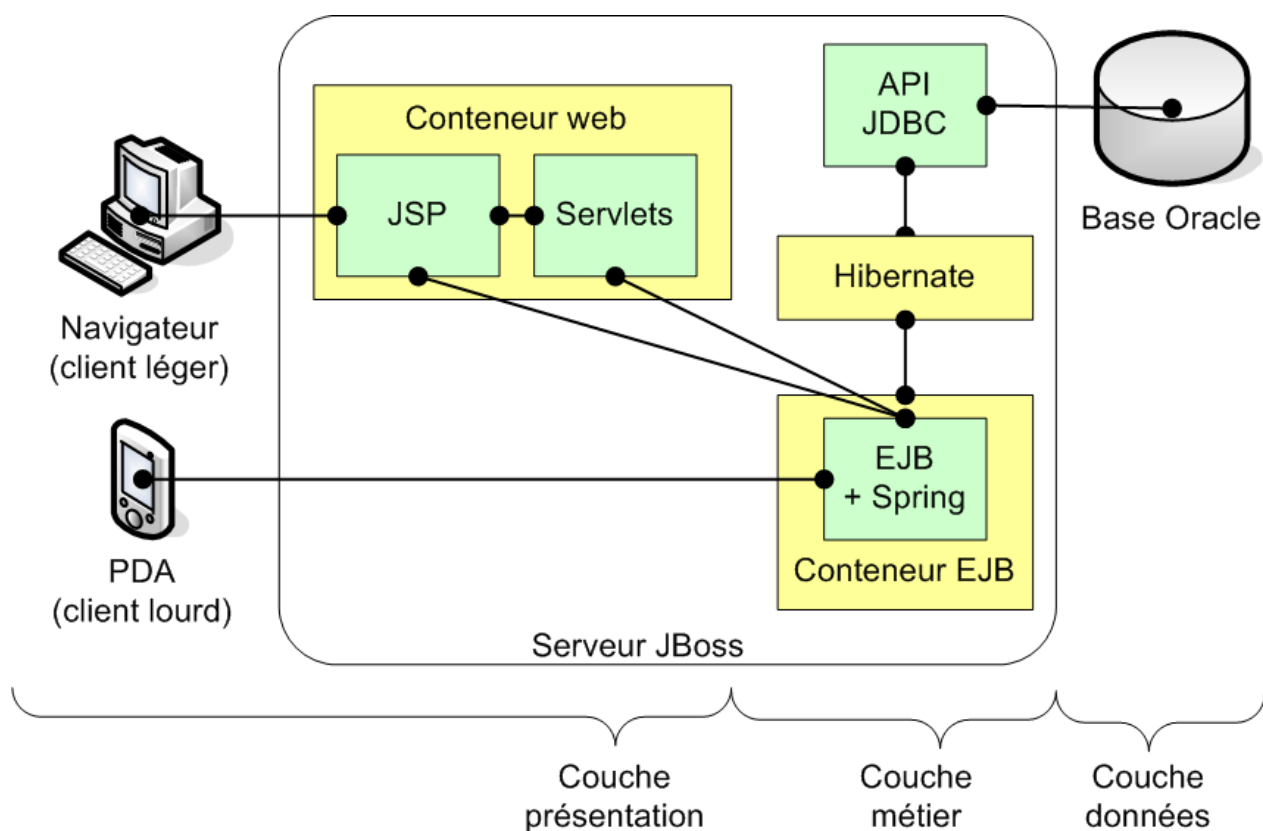 Conteneur web
JSP
Servlets
API
JDBC
Base Oracle
Hibernate
Navigateur
(client léger)
EJB
+ Spring
Conteneur EJB
PDA
(client lourd)
Serveur JBoss
Couche
présentation
Couche
métier
Couche
données